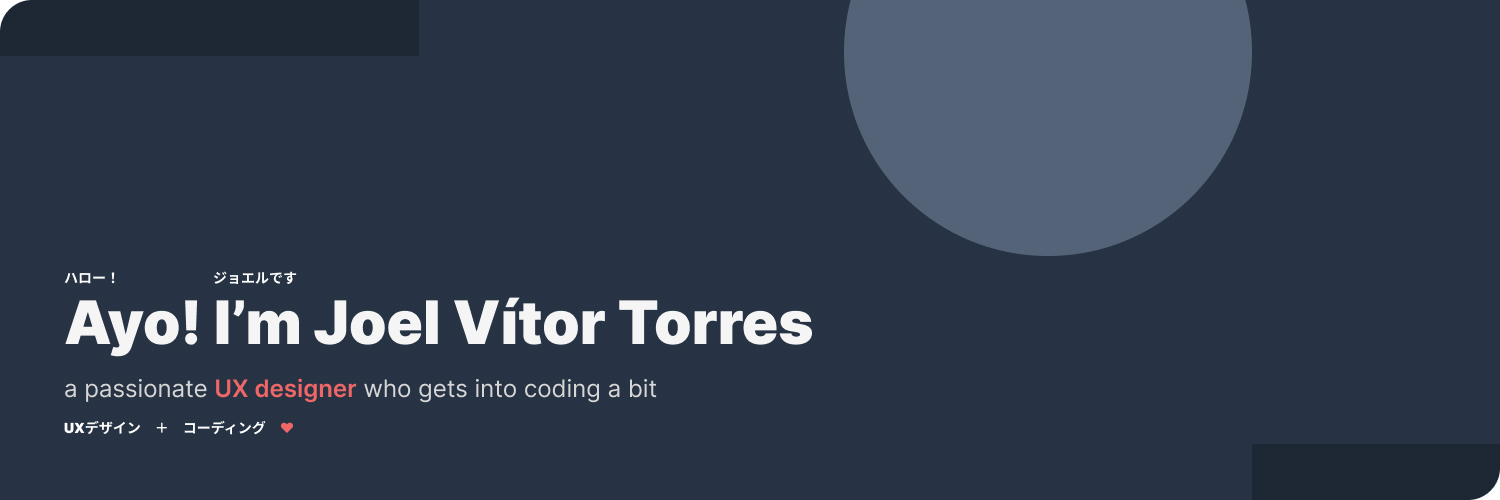 ハロー！ ジョエルです
Ayo! I’m Joel Vítor Torres
a passionate UX designer who gets into coding a bit
UXデザイン + コーディング ♥